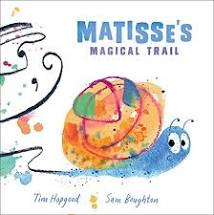 MATISSE'S
MAGICAL TRAIL
Tim Hopgood Sam Boughton